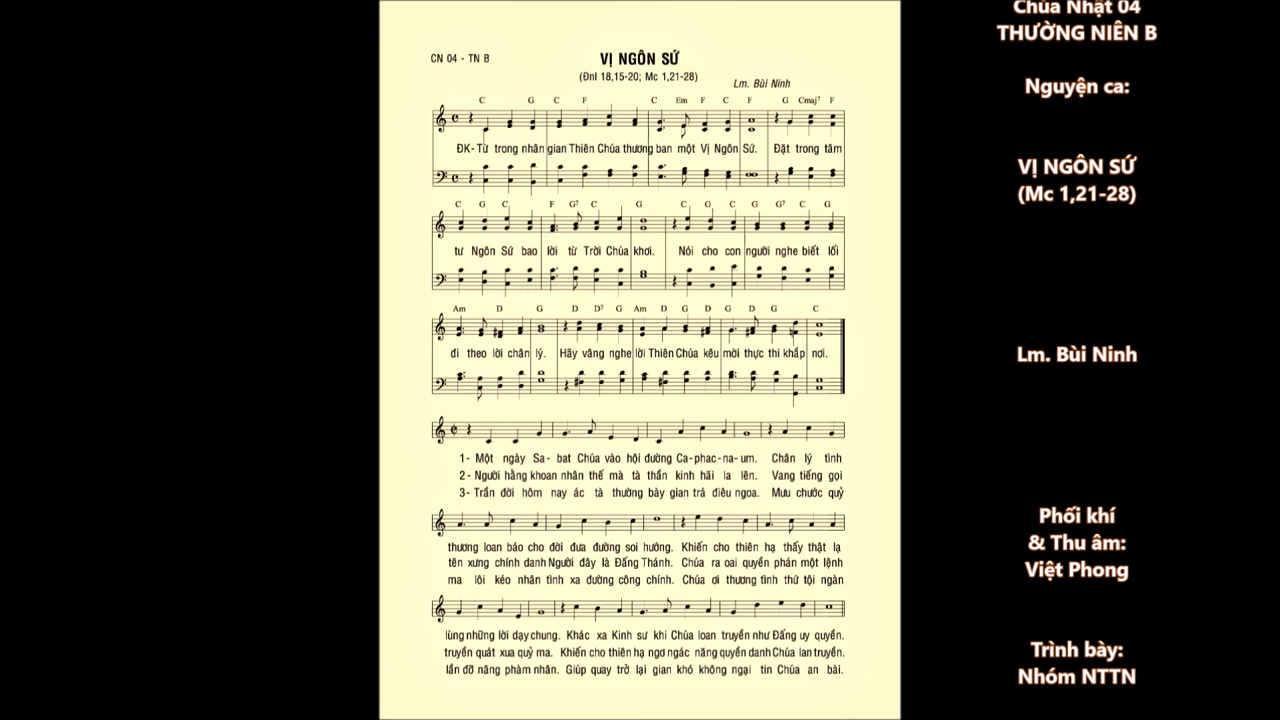 CN 04 - TN B
VỊ NGÔN SỨ
(Đnl 18,15-20; Mc 1,21-28)
Lm. Bùi Ninh
C G C F C Em F C F G Cmaj7 F
ĐK- Từ trong nhân gian Thiên Chúa thương ban một Vị Ngôn Sứ. Đặt trong tâm
C G C F G7 C G C G C G G7 C G
tư Ngôn Sứ bao lời từ Trời Chúa khơi. Nói cho con người nghe biết lối
Am D G D D7 G Am D G D G D G C
đi theo lời chân lý. Hãy vâng nghe lời Thiên Chúa kêu mời thực thi khắp nơi.
1- Một ngày Sa- bat Chúa vào hội đường Ca-phac-na-um. Chân lý tình
2- Người hằng khoan nhân thế mà tà thần kinh hãi la lên. Vang tiếng gọi
3- Trần đời hôm nay ác tà thường bày gian trá điêu ngoa. Mưu chước quỷ
thương loan báo cho đời đưa đường soi hướng. Khiến cho thiên hạ thấy thật lạ
tên xưng chính danh Người đây là Đấng Thánh. Chúa ra oai quyền phán một lệnh
ma lôi kéo nhân tình xa đường công chính. Chúa ơi thương tình thứ tội ngàn
lùng những lời dạy chung. Khác xa Kinh sư khi Chúa loan truyền như Đấng uy quyền.
truyền quát xua quỷ ma. Khiến cho thiên hạ ngơ ngác năng quyền danh Chúa lan truyền.
lần đỡ nâng phàm nhân. Giúp quay trở lại gian khó không ngại tin Chúa an bài.
Chúa Nhật 04
THƯỜNG NIÊN B
Nguyện ca:
VỊ NGÔN SỨ
(Mc 1,21-28)
Lm. Bùi Ninh
Phối khí
& Thu âm:
Việt Phong
Trình bày:
Nhóm NTTN